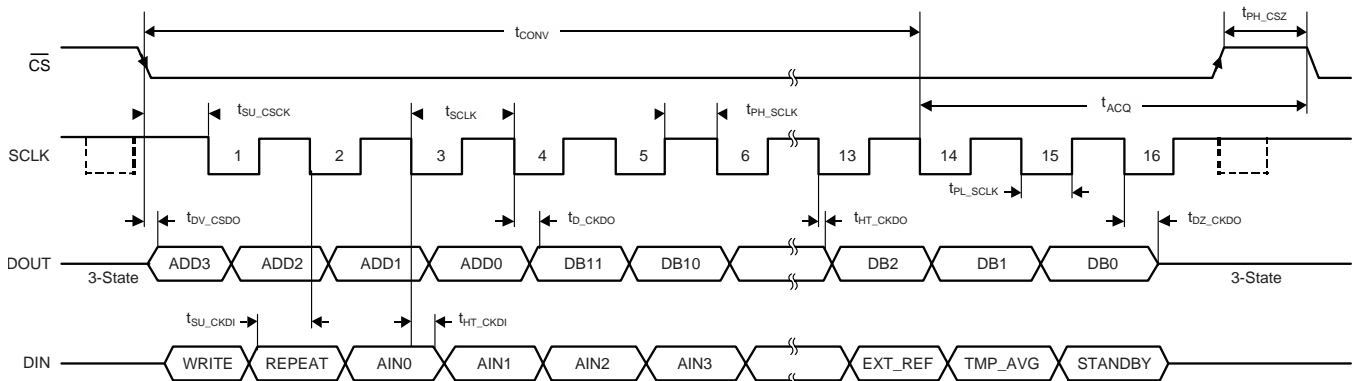 tCONV
tPH_CSZ
CS
tSU_CSCK
tSCLK
tPH_SCLK
tACQ
SCLK
1
2
3
4
5
6
13
14
15
16
tPL_SCLK
tDV_CSDO
tD_CKDO
tHT_CKDO
tDZ_CKDO
DOUT
ADD3
ADD2
ADD1
ADD0
DB11
DB10
DB2
DB1
DB0
3-State
3-State
tSU_CKDI
tHT_CKDI
DIN
WRITE
REPEAT
AIN0
AIN1
AIN2
AIN3
EXT_REF
TMP_AVG
STANDBY